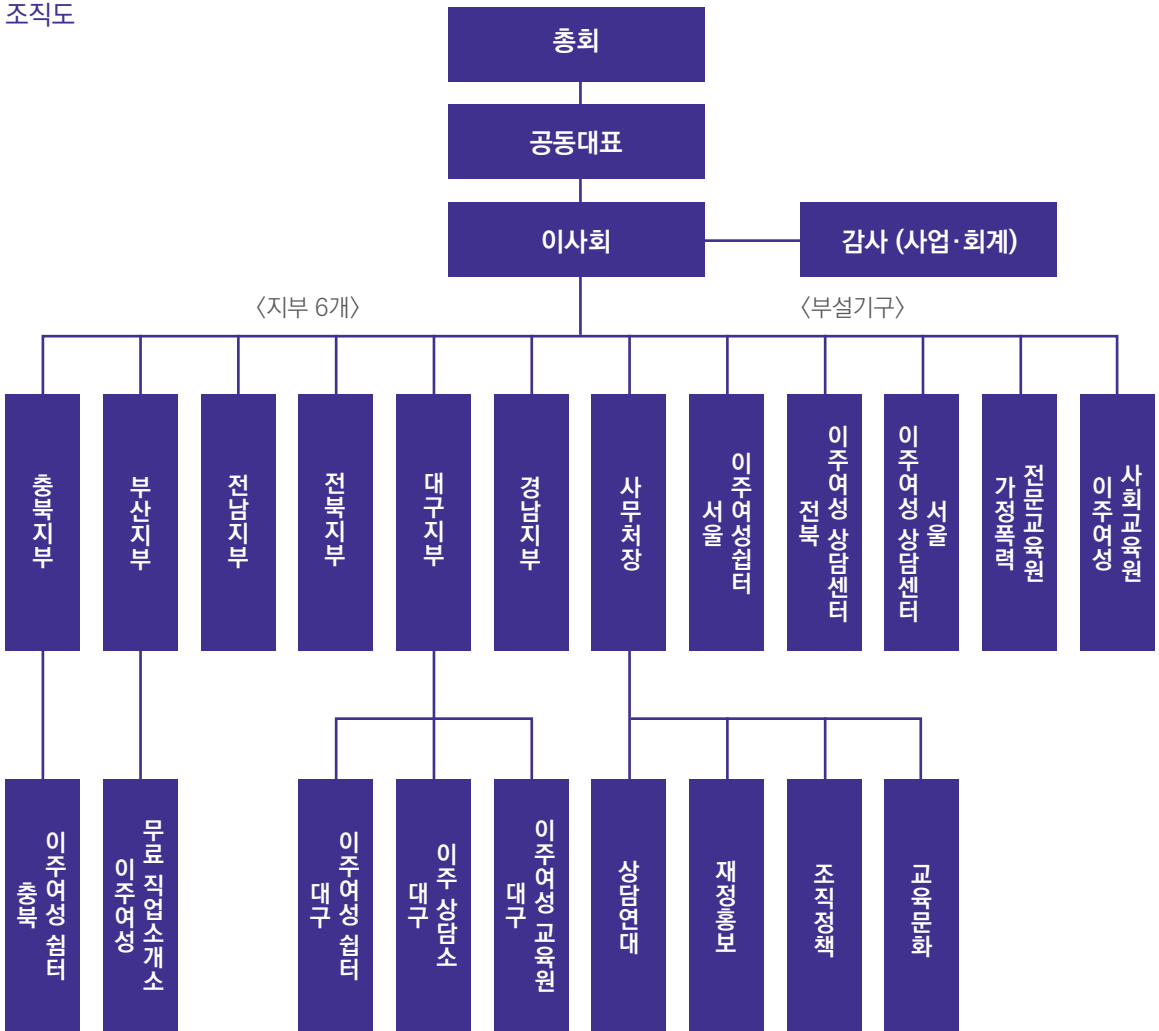 조직도
총회
공동대표
이사회
감사 (사업·회계)
〈지부 6개〉
〈부설기구〉
충북지부
부산지부
전남지부
전북지부
대구지부
경남지부
사무처장
서울
이주여성쉽터
전북
이주여성 상담센터
이주여성 상담센터
서울
가정폭력
전문교육원
이주여성
사회교육원
충북
이주여성 쉼터
이주여성
무료 직업소개소
대구
이주여성 쉽터
대구
이주 상담소
대구
이주여성 교육원
상담연대
재정홍보
조직정책
교육문화